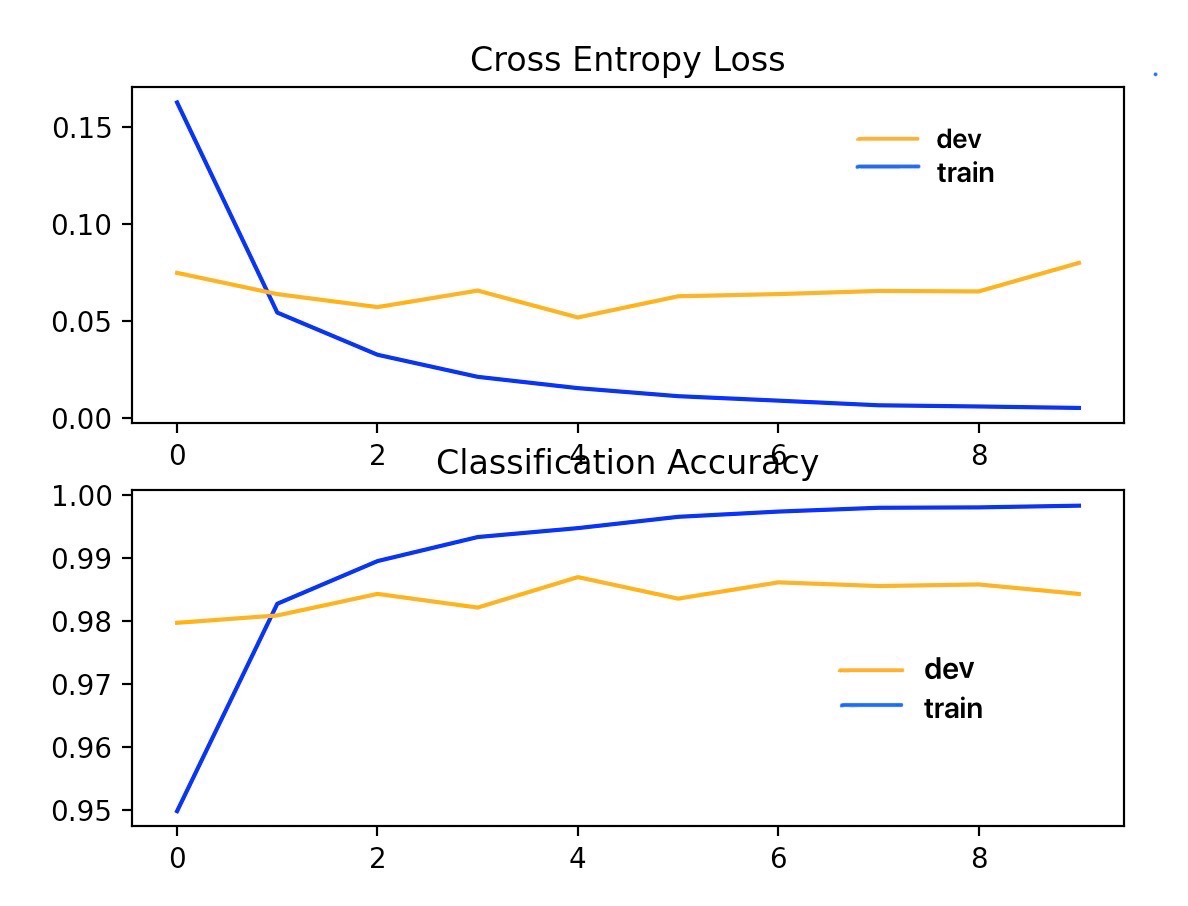 Cross Entropy Loss
0.15
dev
train
0.10
0.05
0.00
0 2 4 6 8
Classification Accuracy
1.00
0.99
0.98
0.97
dev
train
0.96
0.95
0 2 4 6 8